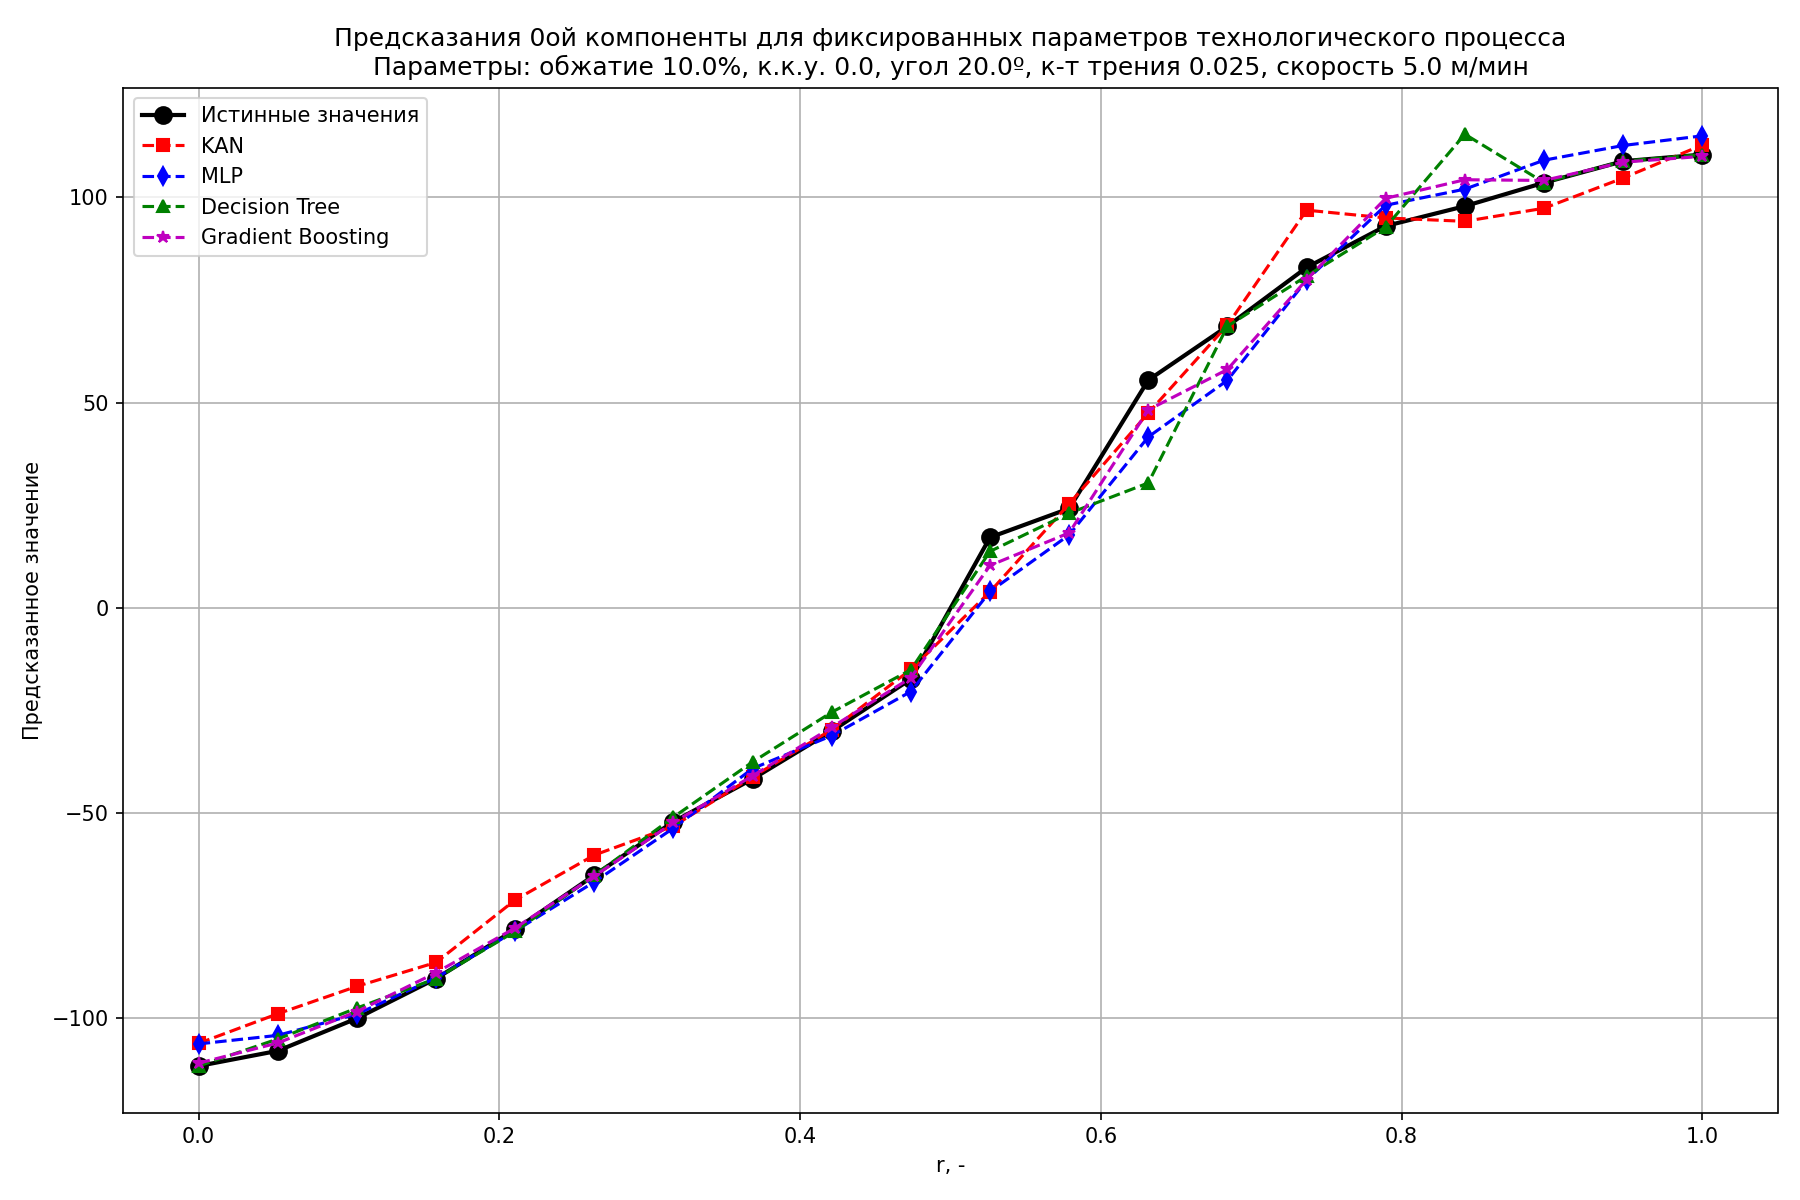 Предсказания 0ой компоненты для фиксированных параметров технологического процесса
Параметры: обжатие 10.0%, к.к.у. 0.0, угол 20.0º, к-т трения 0.025, скорость 5.0 м/мин
Истинные значения
KAN
MLP
Decision Tree
Gradient Boosting
Предсказанное значение
100
50
0
−50
−100
0.0
0.2
0.4
0.6
0.8
1.0
r, -